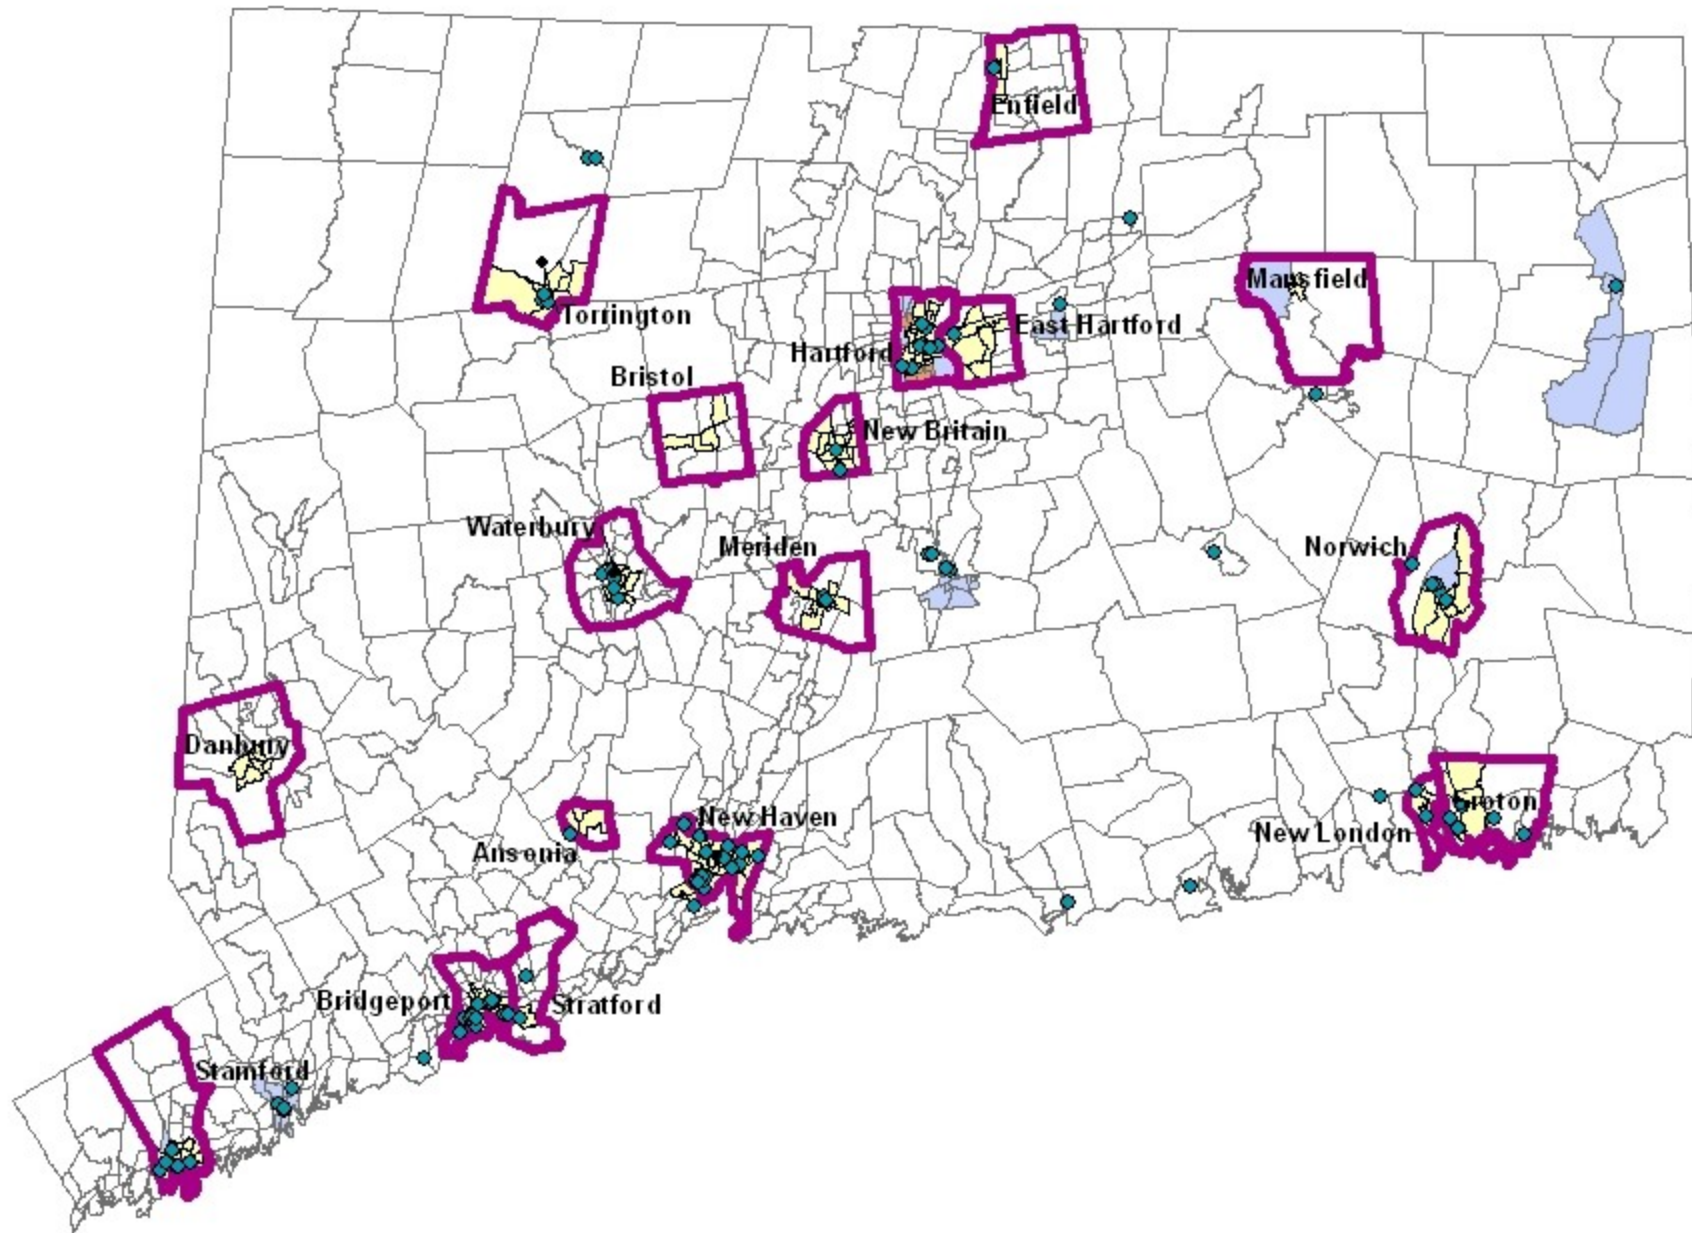 Enfield
Mansfield
Torrington
East Hartford
Hartford
Bristol
New Britain
Waterbury
Meriden
Norwich
Danbury
New Haven
Groton
New London
Ansonia
Bridgeport
Stratford
Stamford